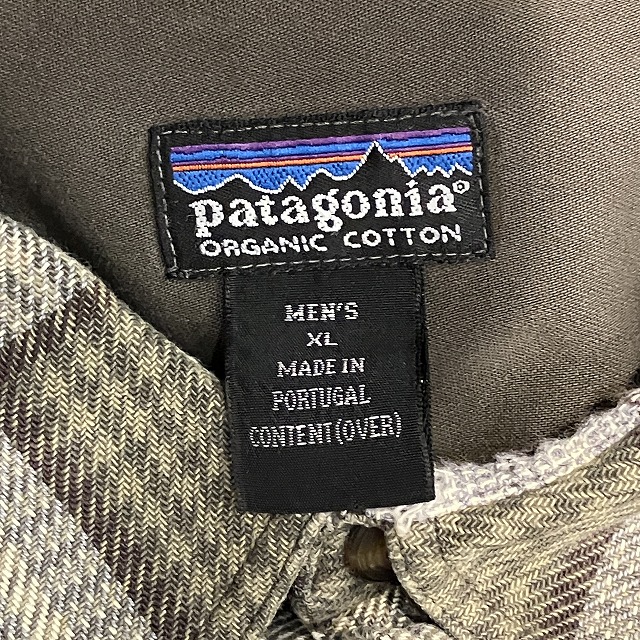 patagonia®
ORGANIC COTTON
MEN'S
XL
MADE IN
PORTUGAL
CONTENT(OVER)